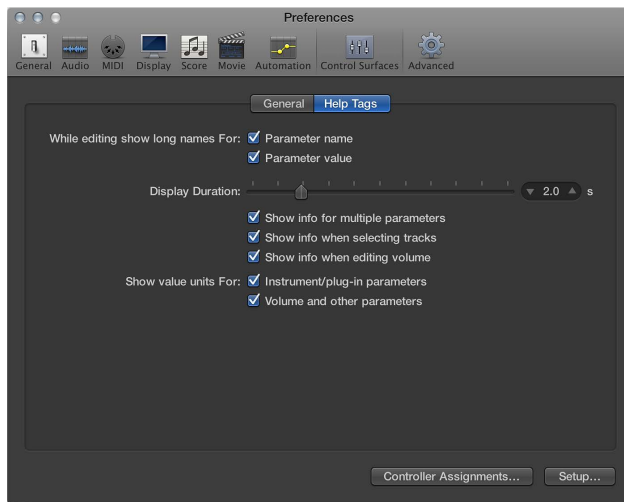 Preferences
General Audio MIDI Display Score Movie Automation Control Surfaces Advanced
General Help Tags
While editing show long names For: Parameter name
Parameter value
Display Duration: 2.0 s
Show info for multiple parameters
Show info when selecting tracks
Show info when editing volume
Show value units For: Instrument/plug-in parameters
Volume and other parameters
Controller Assignments... Setup...